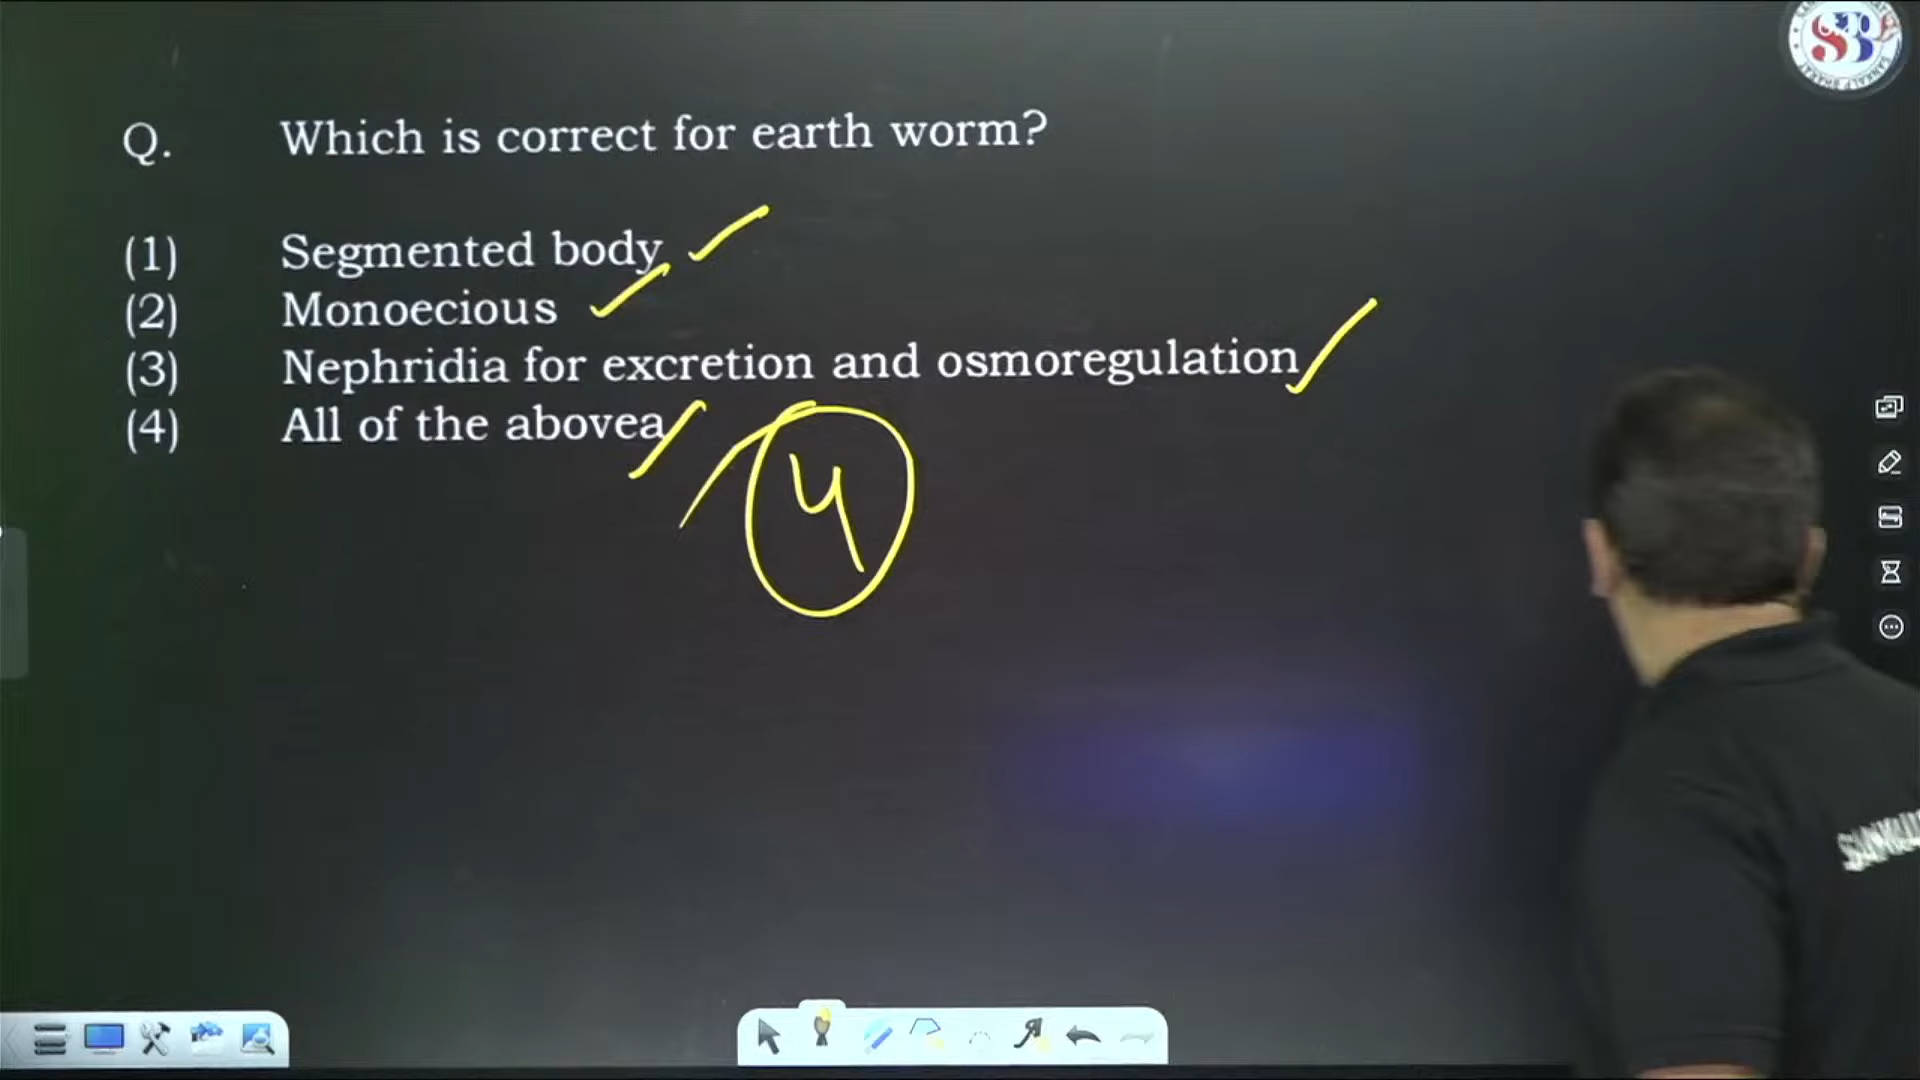 Q. Which is correct for earth worm?
(1) Segmented body
(2) Monoecious
(3) Nephridia for excretion and osmoregulation
(4) All of the abovea
4